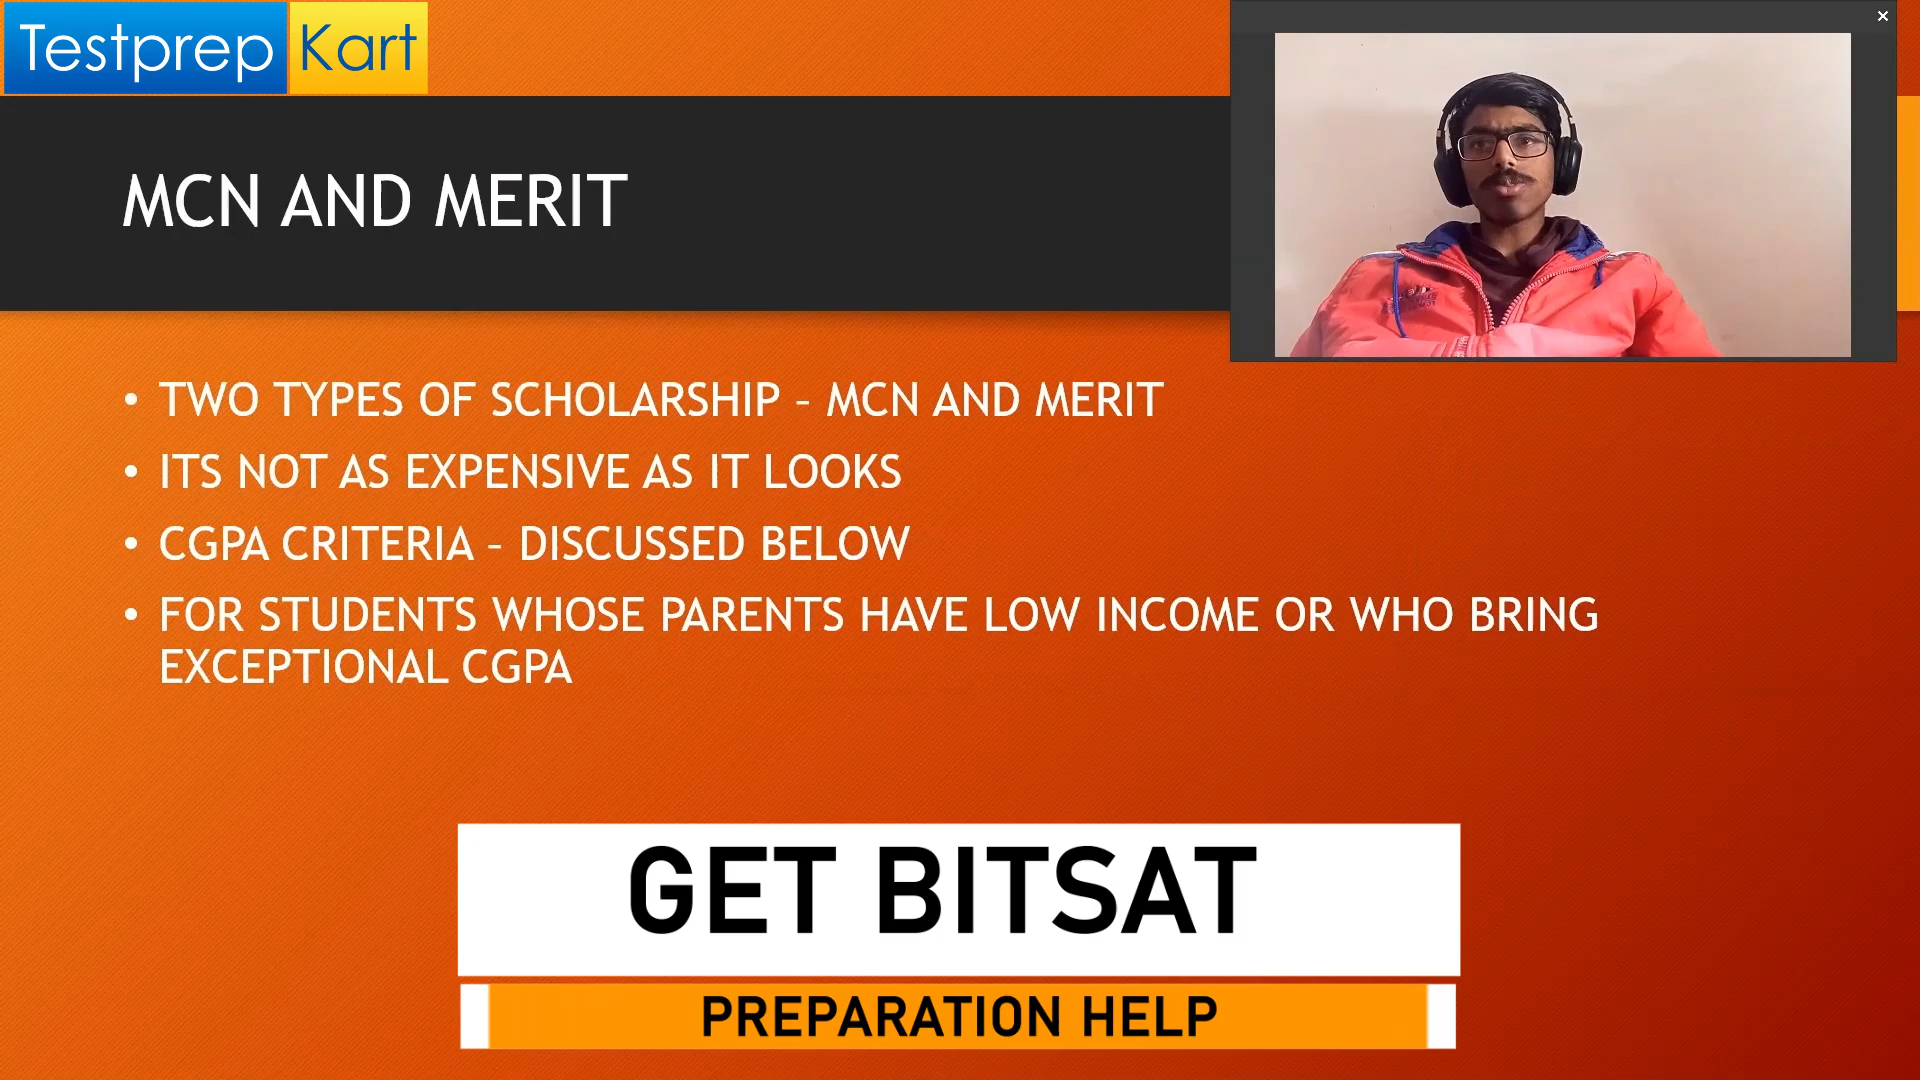 Testprep Kart
MCN AND MERIT
• TWO TYPES OF SCHOLARSHIP – MCN AND MERIT
• ITS NOT AS EXPENSIVE AS IT LOOKS
• CGPA CRITERIA – DISCUSSED BELOW
• FOR STUDENTS WHOSE PARENTS HAVE LOW INCOME OR WHO BRING
EXCEPTIONAL CGPA
GET BITSAT
PREPARATION HELP